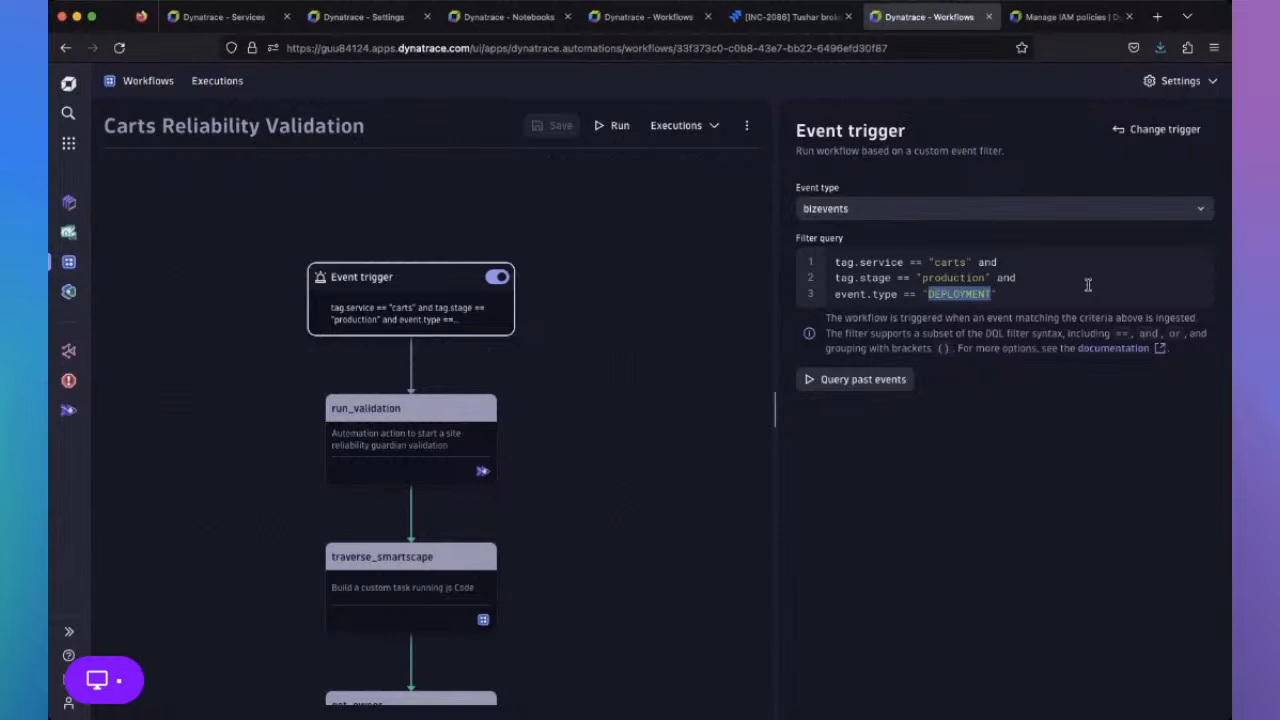 Dynatrace - Services
Dynatrace - Settings
Dynatrace - Notebooks
Dynatrace - Workflows
[INC-2086] Tushar brok
Dynatrace - Workflows
Manage IAM policies | Dy
https://guu84124.apps.dynatrace.com/ui/apps/dynatrace.automations/workflows/33f373c0-c0b8-43e7-bb22-6496efd30f87
Workflows
Executions
Settings
Carts Reliability Validation
Save
Run
Executions
Event trigger
Change trigger
Run workflow based on a custom event filter.
Event type
bizevents
Filter query
1 tag.service == "carts" and
2 tag.stage == "production" and
3 event.type == "DEPLOYMENT"
The workflow is triggered when an event matching the criteria above is ingested.
The filter supports a subset of the DQL filter syntax, including ==, and, or, and
grouping with brackets (). For more options, see the documentation.
Query past events
Event trigger
tag.service == "carts" and tag.stage ==
"production" and event.type ==...
run_validation
Automation action to start a site
reliability guardian validation
traverse_smartscape
Build a custom task running js Code
get_owner